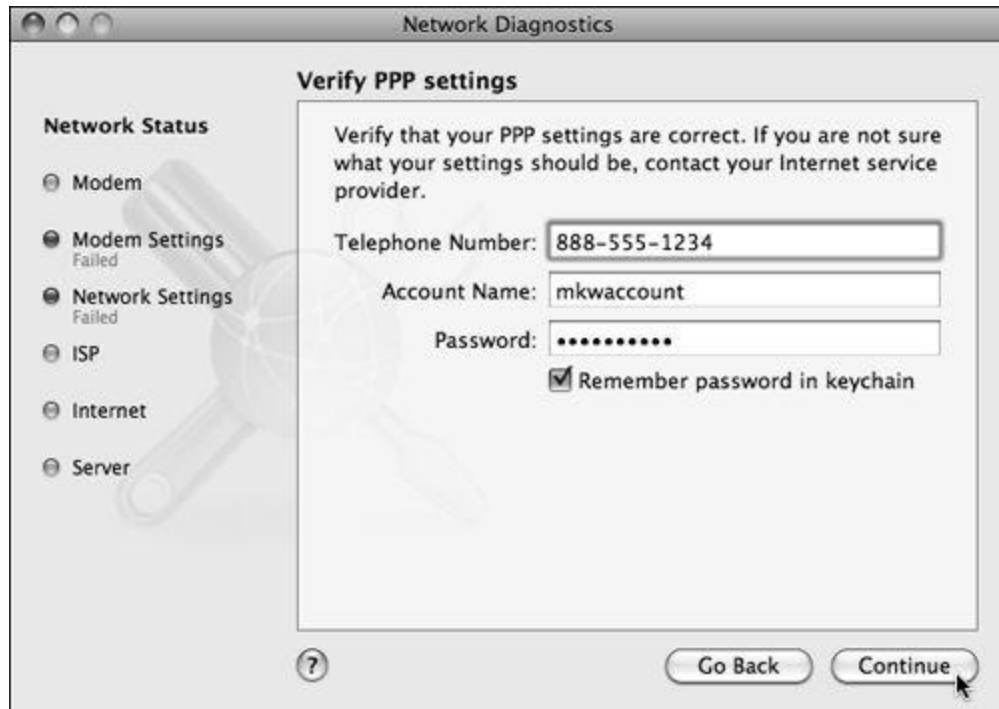 Network Diagnostics
Verify PPP settings
Network Status
Modem
Modem Settings
Failed
Network Settings
Failed
ISP
Internet
Server
Verify that your PPP settings are correct. If you are not sure
what your settings should be, contact your Internet service
provider.
Telephone Number: 888-555-1234
Account Name: mkwaccount
Password: ••••••••••
Remember password in keychain
?
Go Back
Continue